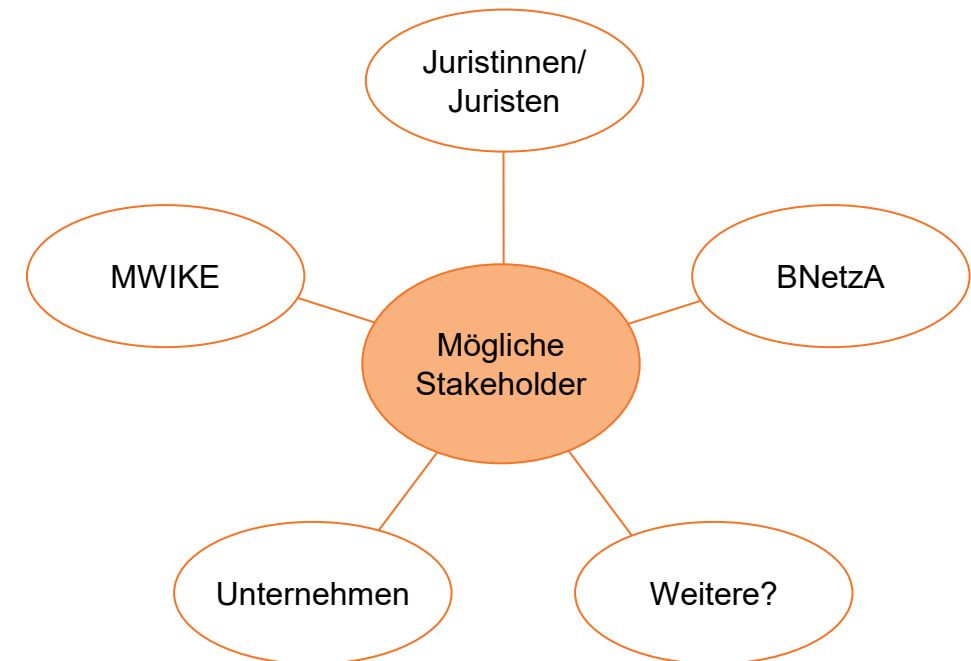 Juristinnen/
Juristen
MWIKE
BNetzA
Mögliche
Stakeholder
Unternehmen
Weitere?